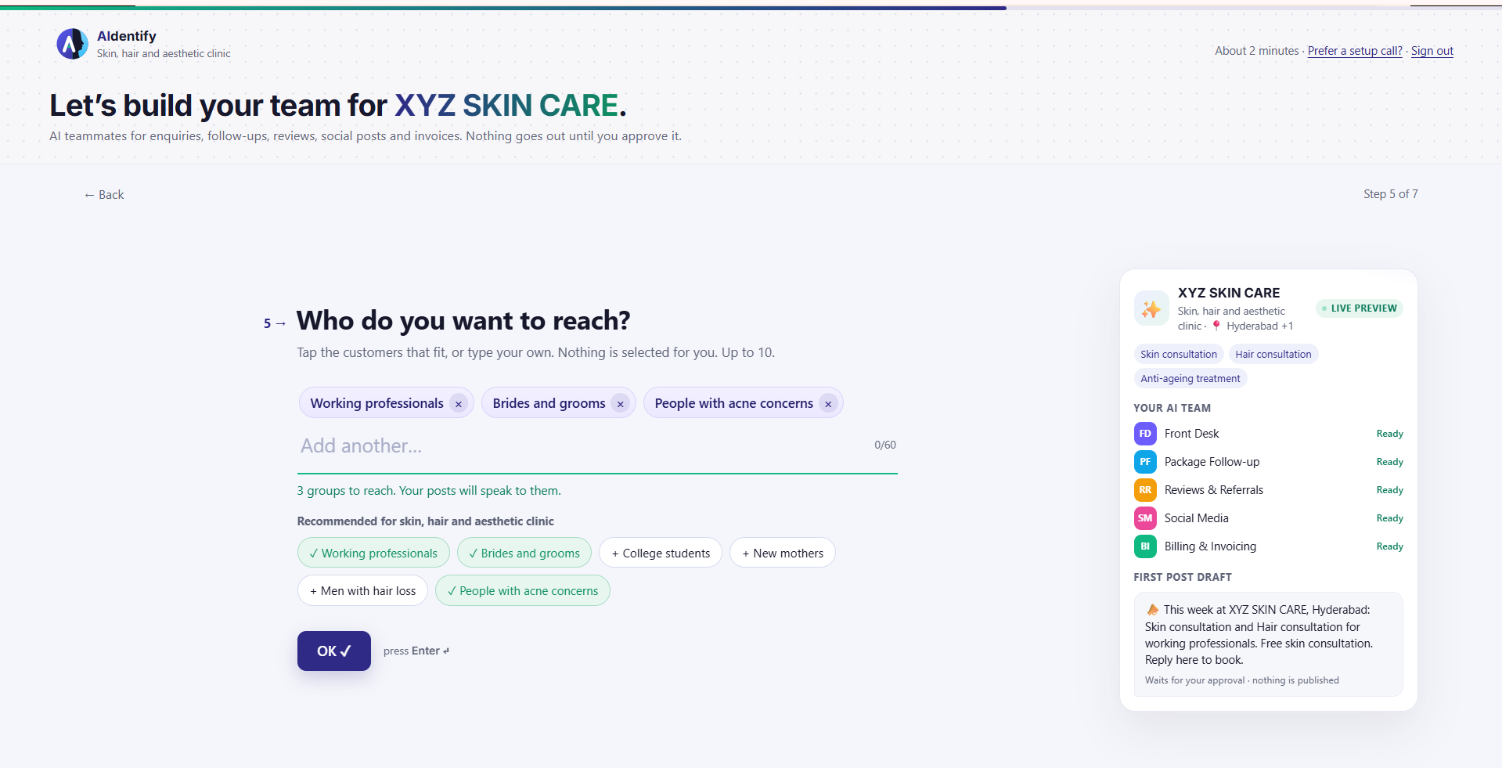 AIdentify
Skin, hair and aesthetic clinic
About 2 minutes · Prefer a setup call? · Sign out
Let’s build your team for XYZ SKIN CARE.
AI teammates for enquiries, follow-ups, reviews, social posts and invoices. Nothing goes out until you approve it.
← Back
Step 5 of 7
5 → Who do you want to reach?
Tap the customers that fit, or type your own. Nothing is selected for you. Up to 10.
Working professionals × Brides and grooms × People with acne concerns ×
Add another... 0/60
3 groups to reach. Your posts will speak to them.
Recommended for skin, hair and aesthetic clinic
✓ Working professionals ✓ Brides and grooms + College students + New mothers
+ Men with hair loss ✓ People with acne concerns
OK ✓ press Enter ↵
XYZ SKIN CARE
Skin, hair and aesthetic
clinic · 📍 Hyderabad +1
LIVE PREVIEW
Skin consultation Hair consultation
Anti-ageing treatment
YOUR AI TEAM
FD Front Desk Ready
PF Package Follow-up Ready
RR Reviews & Referrals Ready
SM Social Media Ready
BI Billing & Invoicing Ready
FIRST POST DRAFT
📣 This week at XYZ SKIN CARE, Hyderabad:
Skin consultation and Hair consultation for
working professionals. Free skin consultation.
Reply here to book.
Waits for your approval · nothing is published